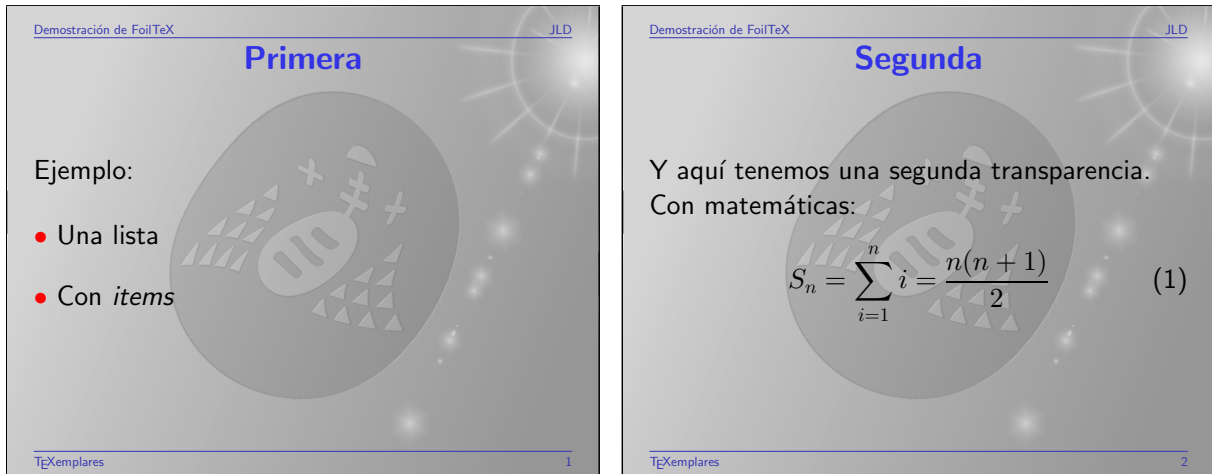 Demostración de FoilTeX JLD
Primera
Ejemplo:
• Una lista
• Con items
TEXemplares 1
Demostración de FoilTeX JLD
Segunda
Y aquí tenemos una segunda transparencia.
Con matemáticas:
$S_n = \sum_{i=1}^{n} i = \frac{n(n+1)}{2}$ (1)
TEXemplares 2